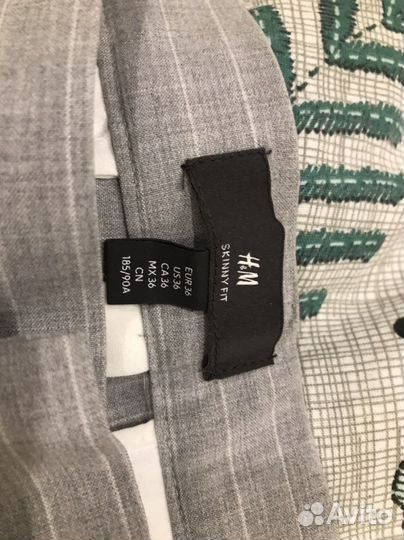 H&M
SKINNY FIT
EUR 36
US 36
CA 36
MX 36
CN
185/90A
Avito